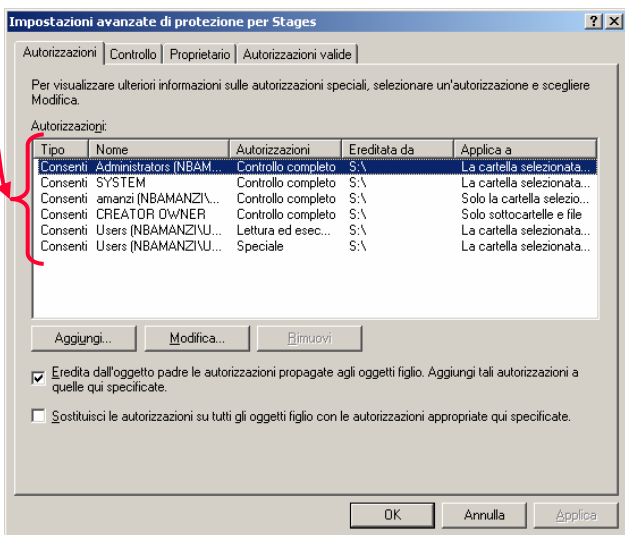 Impostazioni avanzate di protezione per Stages
Autorizzazioni Controllo Proprietario Autorizzazioni valide
Per visualizzare ulteriori informazioni sulle autorizzazioni speciali, selezionare un'autorizzazione e scegliere
Modifica.
Autorizzazioni:
Tipo Nome Autorizzazioni Ereditata da Applica a
Consenti Administrators (NBAM... Controllo completo S:\ La cartella selezionata...
Consenti SYSTEM Controllo completo S:\ La cartella selezionata...
Consenti amanzi (NBAMANZI\... Controllo completo S:\ Solo la cartella selezio...
Consenti CREATOR OWNER Controllo completo S:\ Solo sottocartelle e file
Consenti Users (NBAMANZI\U... Lettura ed esec... S:\ La cartella selezionata...
Consenti Users (NBAMANZI\U... Speciale S:\ La cartella selezionata...
Aggiungi... Modifica... Rimuovi
Eredita dall'oggetto padre le autorizzazioni propagate agli oggetti figlio. Aggiungi tali autorizzazioni a
quelle qui specificate.
Sostituisci le autorizzazioni su tutti gli oggetti figlio con le autorizzazioni appropriate qui specificate.
OK Annulla Applica